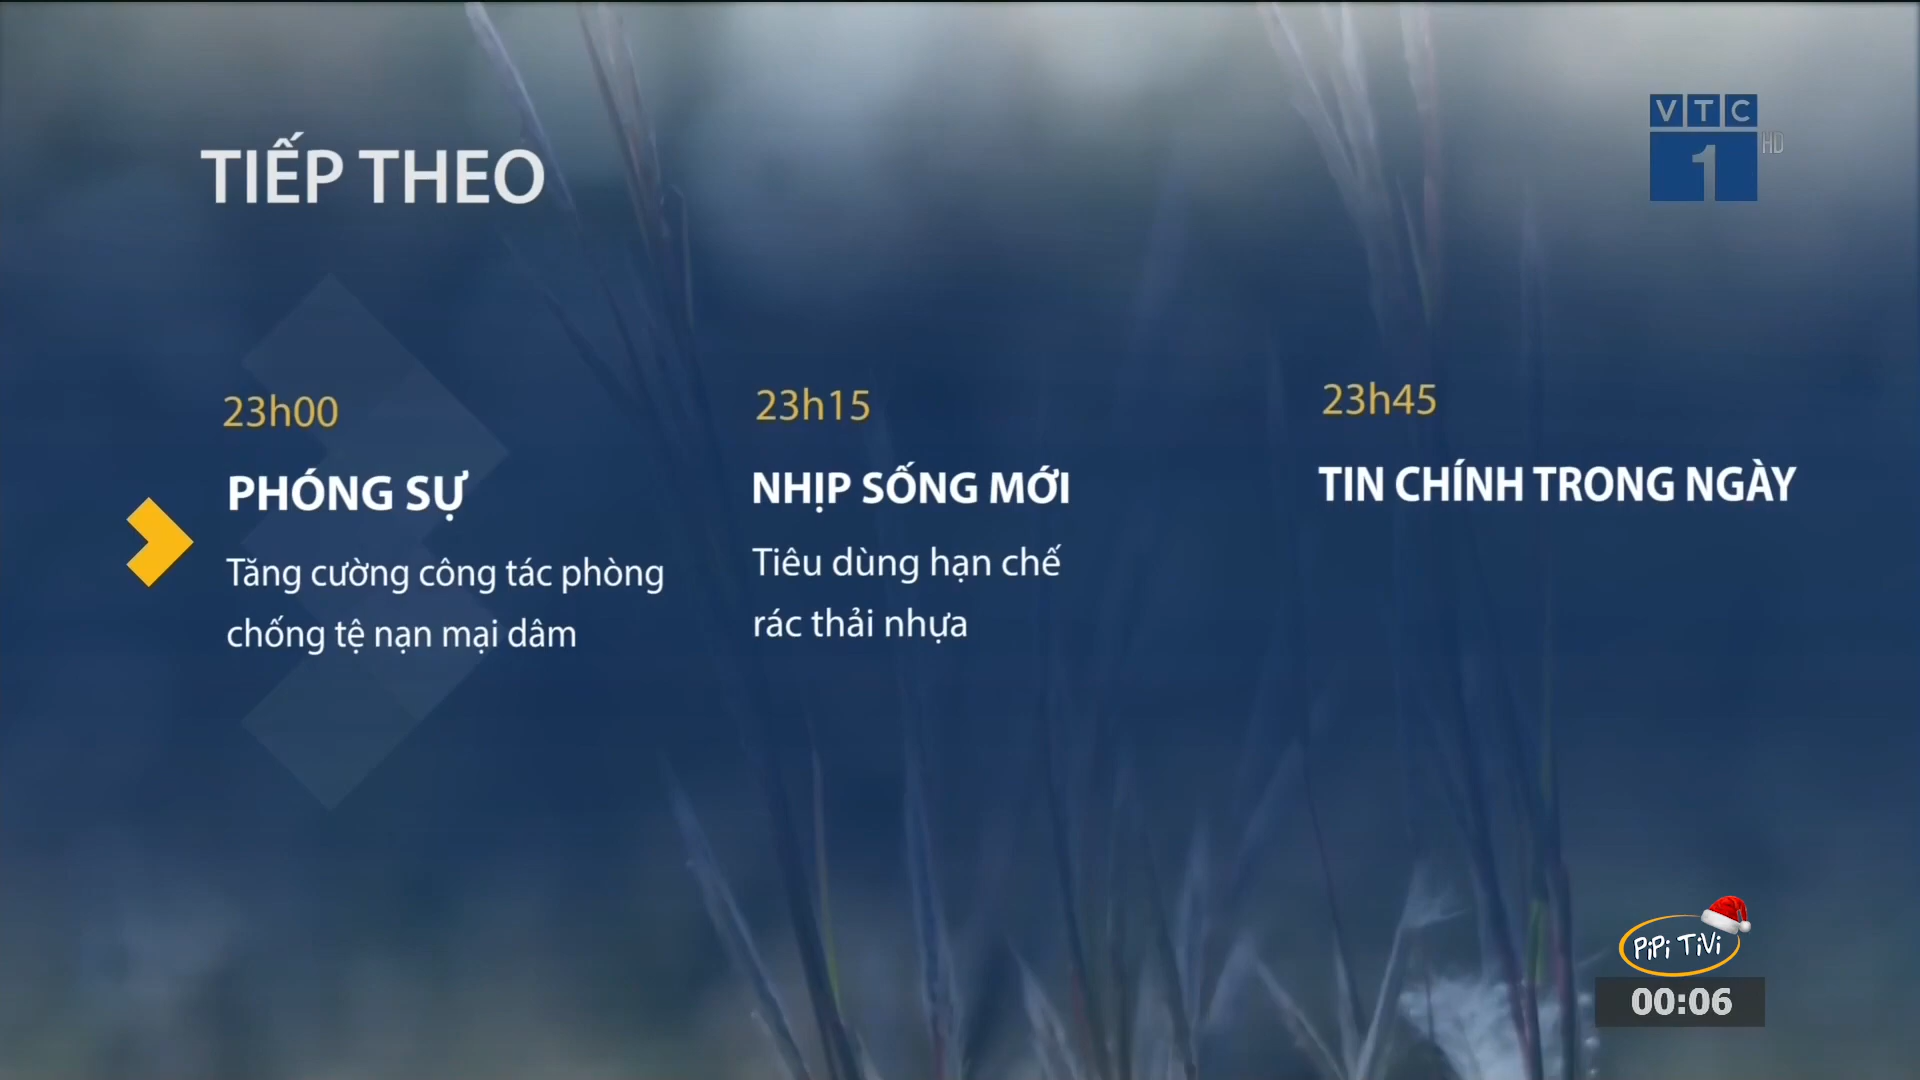 VTC
1
HD
TIẾP THEO
23h00
PHÓNG SỰ
Tăng cường công tác phòng
chống tệ nạn mại dâm
23h15
NHỊP SỐNG MỚI
Tiêu dùng hạn chế
rác thải nhựa
23h45
TIN CHÍNH TRONG NGÀY
PiPi TiVi
00:06